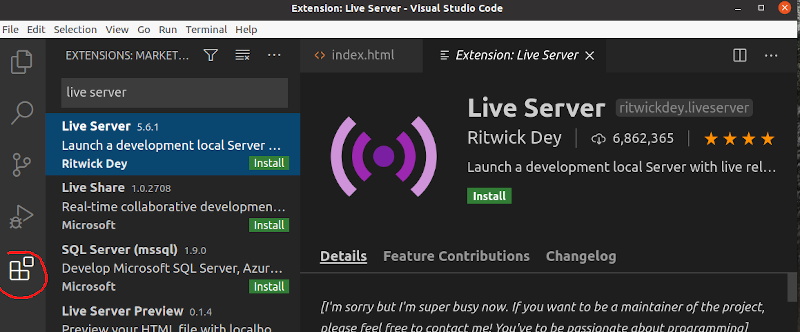 Extension: Live Server - Visual Studio Code
File Edit Selection View Go Run Terminal Help
EXTENSIONS: MARKET...
live server
Live Server 5.6.1
Launch a development local Server ...
Ritwick Dey Install
Live Share 1.0.2708
Real-time collaborative developmen...
Microsoft Install
SQL Server (mssql) 1.9.0
Develop Microsoft SQL Server, Azur...
Microsoft Install
Live Server Preview 0.1.4
Preview your HTML file with localho...
index.html
Extension: Live Server
Live Server ritwickdey.liveserver
Ritwick Dey 6,862,365
Launch a development local Server with live rel...
Install
Details Feature Contributions Changelog
[I'm sorry but I'm super busy now. If you want to be a maintainer of the project,
please feel free to contact me! You've to be passionate about programming]